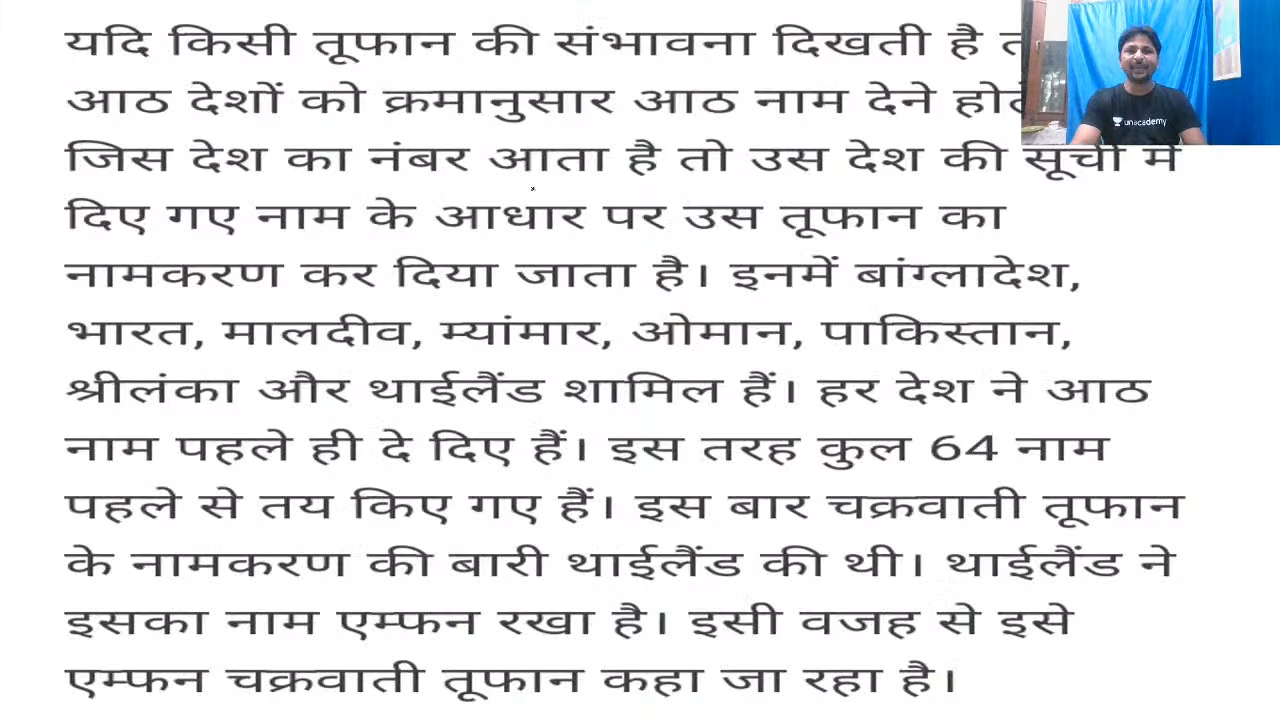 यदि किसी तूफान की संभावना दिखती है
आठ देशों को क्रमानुसार आठ नाम देने
जिस देश का नंबर आता है तो उस देश की सूची में
दिए गए नाम के आधार पर उस तूफान का
नामकरण कर दिया जाता है। इनमें बांग्लादेश,
भारत, मालदीव, म्यांमार, ओमान, पाकिस्तान,
श्रीलंका और थाईलैंड शामिल हैं। हर देश ने आठ
नाम पहले ही दे दिए हैं। इस तरह कुल 64 नाम
पहले से तय किए गए हैं। इस बार चक्रवाती तूफान
के नामकरण की बारी थाईलैंड की थी। थाईलैंड ने
इसका नाम एम्फन रखा है। इसी वजह से इसे
एम्फन चक्रवाती तूफान कहा जा रहा है।
unacademy